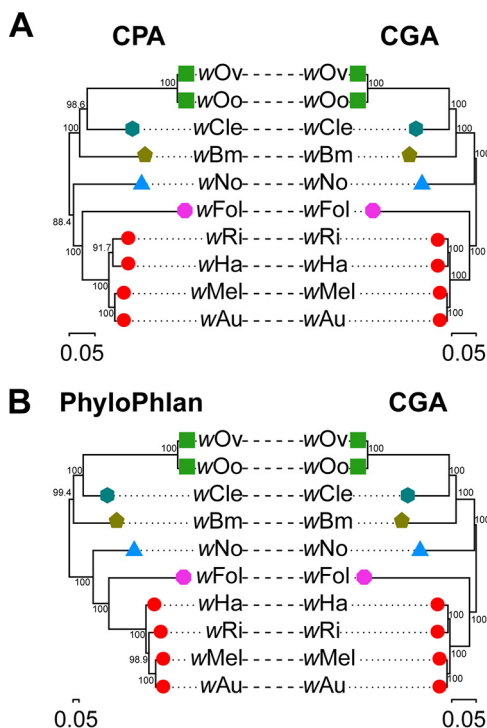 A
CPA CGA
100 wOv wOv 100
98.6 wOo wOo 100
100 wCle wCle 100
wBm wBm
wNo wNo 100
88.4 wFol wFol
100
91.7 wRi wRi 100
wHa wHa 100
100 wMel wMel
100 wAu wAu 100
0.05 0.05
B
PhyloPhlan CGA
100 wOv wOv 100
100 wOo wOo 100
99.4 wCle wCle 100
wBm wBm
wNo wNo 100
100 wFol wFol
wHa wHa 100
100 wRi wRi 100
98.9 wMel wMel
100 wAu wAu 100
0.05 0.05